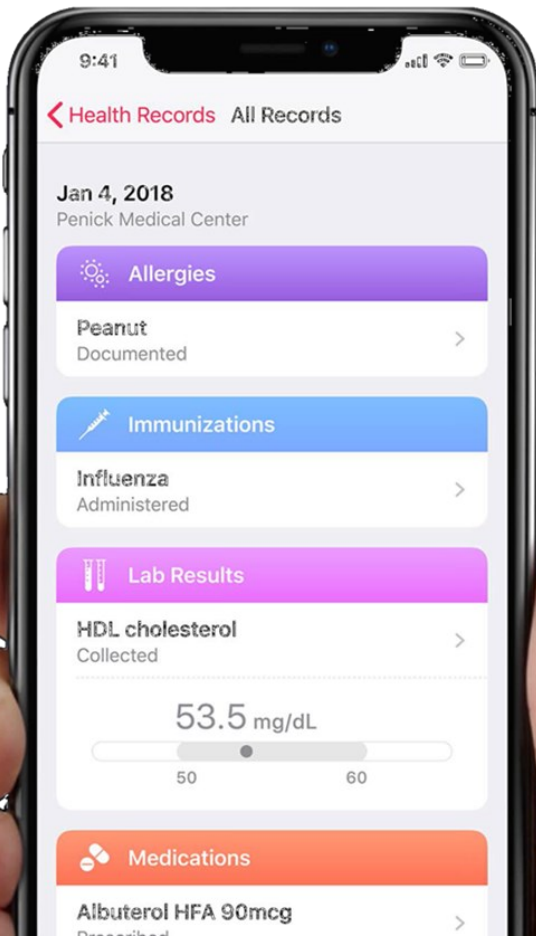 9:41
Health Records All Records
Jan 4, 2018
Penick Medical Center
Allergies
Peanut
Documented
Immunizations
Influenza
Administered
Lab Results
HDL cholesterol
Collected
53.5 mg/dL
50 60
Medications
Albuterol HFA 90mcg
Prescribed